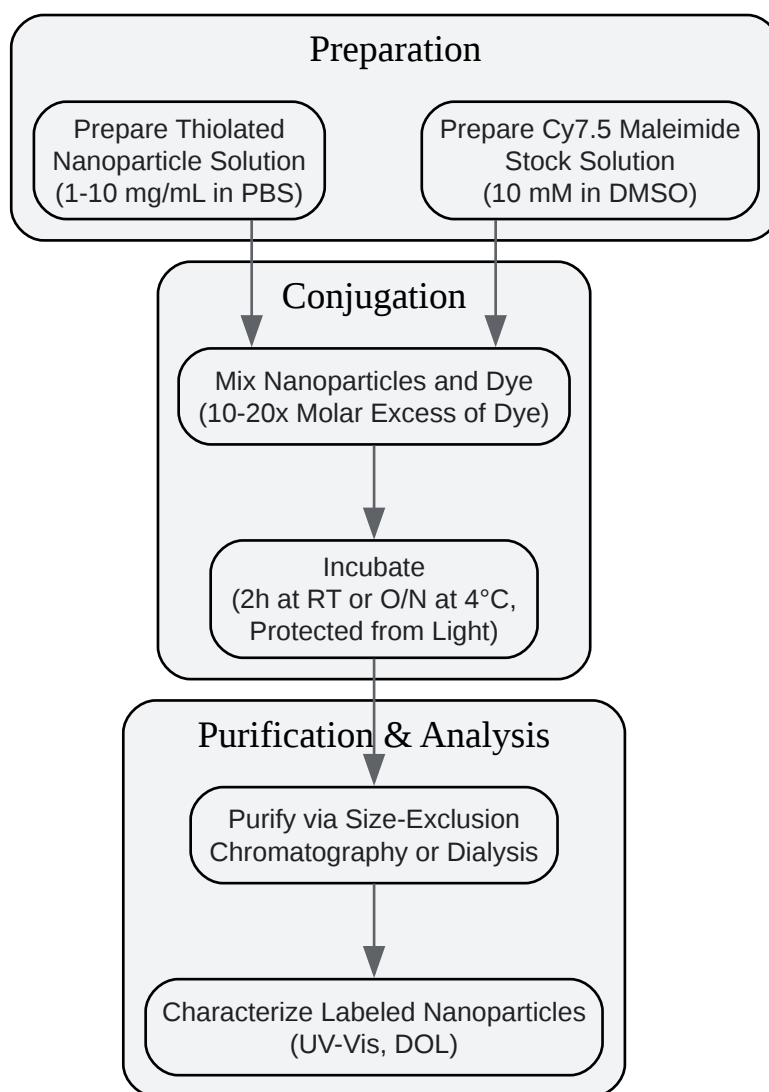 Preparation
Prepare Thiolated
Nanoparticle Solution
(1-10 mg/mL in PBS)
Prepare Cy7.5 Maleimide
Stock Solution
(10 mM in DMSO)
Conjugation
Mix Nanoparticles and Dye
(10-20x Molar Excess of Dye)
Incubate
(2h at RT or O/N at 4°C,
Protected from Light)
Purification & Analysis
Purify via Size-Exclusion
Chromatography or Dialysis
Characterize Labeled Nanoparticles
(UV-Vis, DOL)